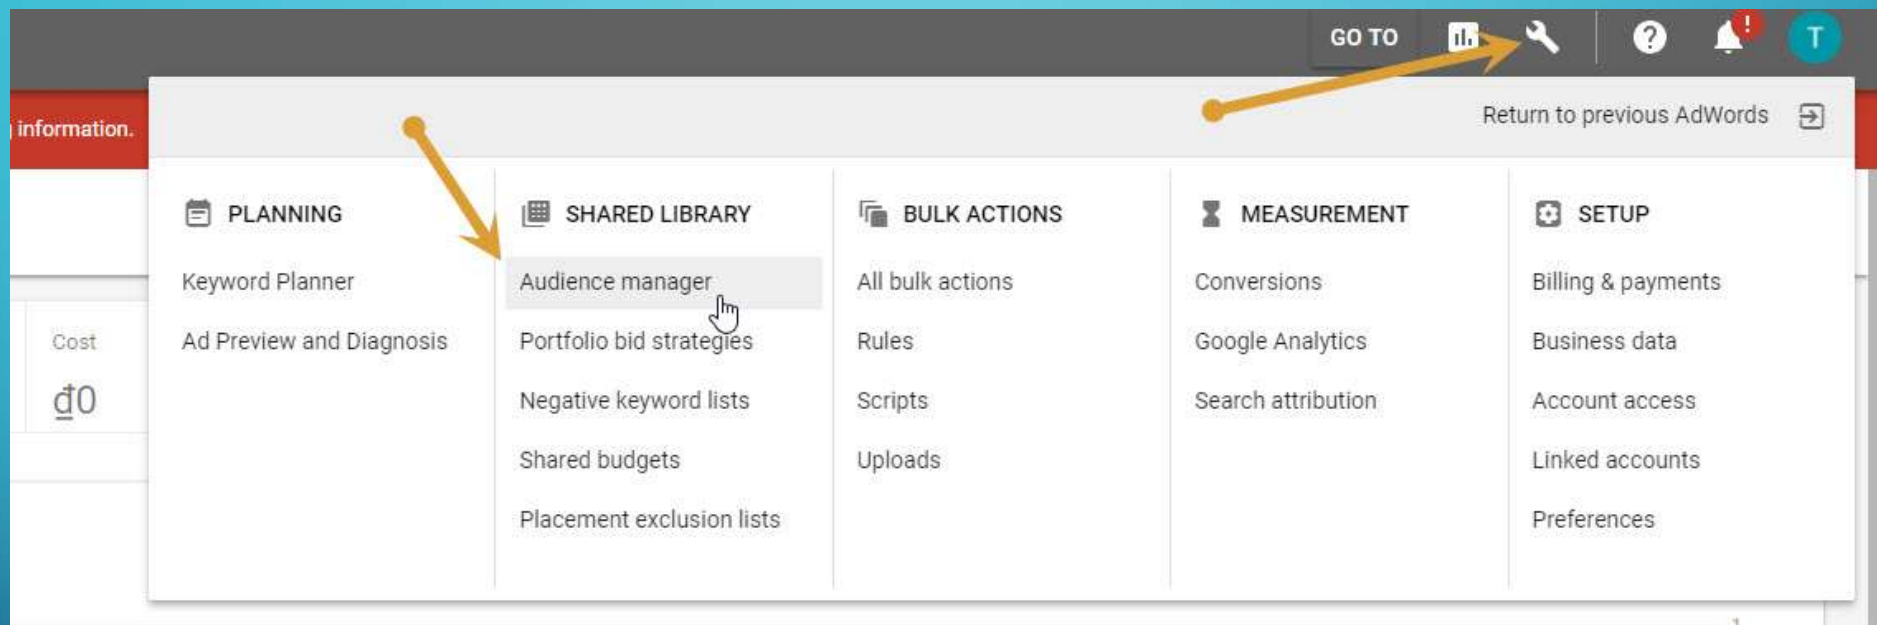 GO TO
!
T
information.
Return to previous AdWords
PLANNING
Keyword Planner
Ad Preview and Diagnosis
SHARED LIBRARY
Audience manager
Portfolio bid strategies
Negative keyword lists
Shared budgets
Placement exclusion lists
BULK ACTIONS
All bulk actions
Rules
Scripts
Uploads
MEASUREMENT
Conversions
Google Analytics
Search attribution
SETUP
Billing & payments
Business data
Account access
Linked accounts
Preferences
Cost
₫0